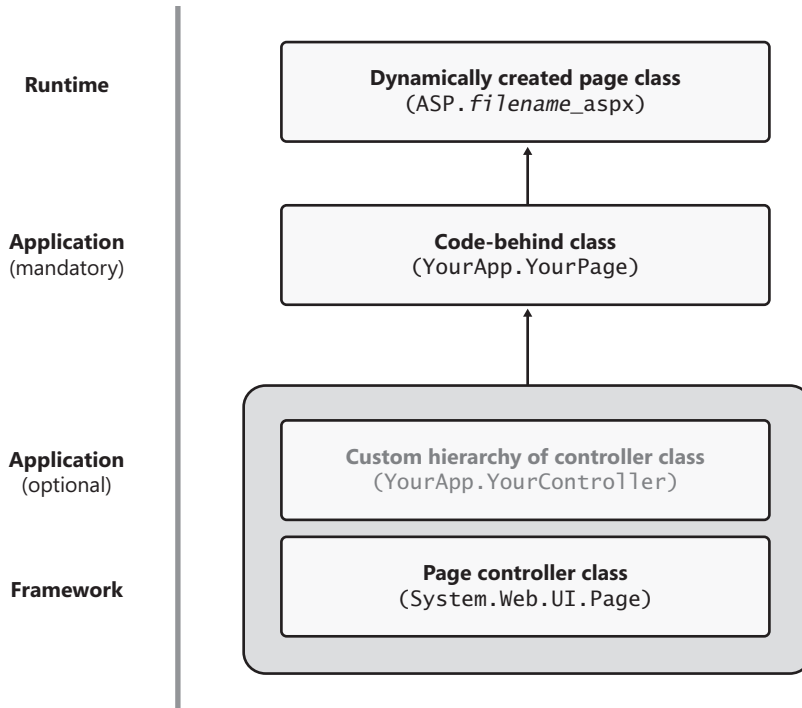 Runtime
Dynamically created page class
(ASP.filename_aspx)
Application
(mandatory)
Code-behind class
(YourApp.YourPage)
Application
(optional)
Custom hierarchy of controller class
(YourApp.YourController)
Framework
Page controller class
(System.Web.UI.Page)